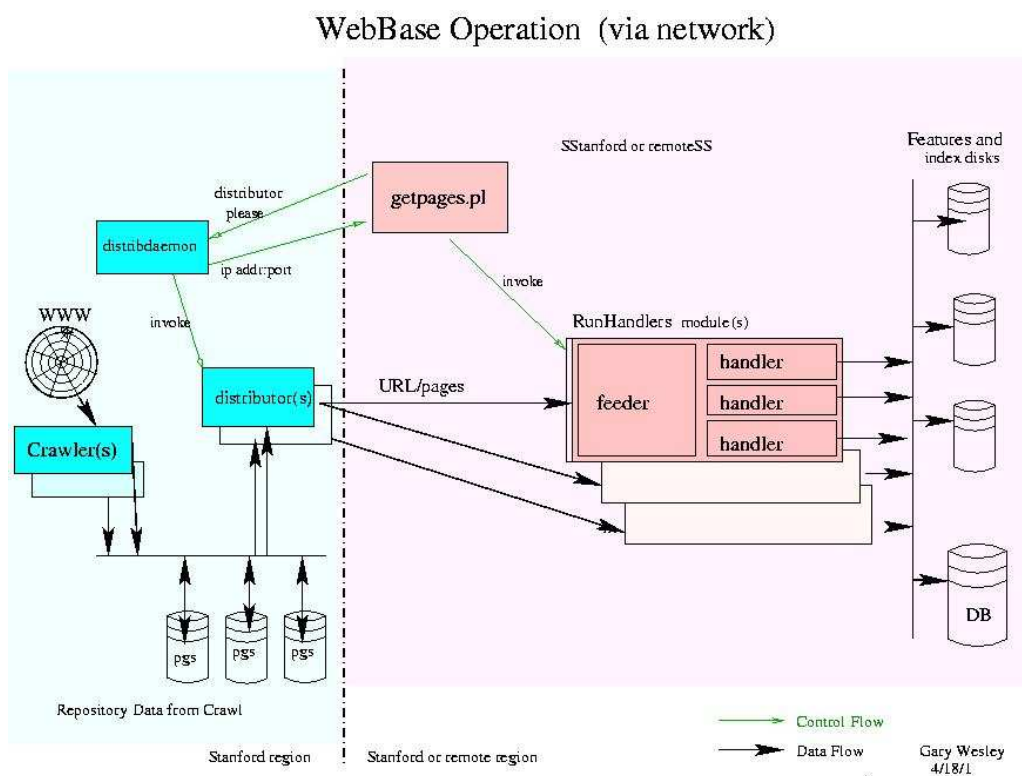 WebBase Operation (via network)
SStanford or remoteSS
Features and
index disks
distributor
please
getpages.pl
distribdaemon
ip addr:port
invoke
invoke
WWW
RunHandlers module(s)
handler
URL/pages
distributor(s)
feeder
handler
Crawler(s)
handler
DB
pgs
pgs
pgs
Repository Data from Crawl
Control Flow
Stanford region
Stanford or remote region
Data Flow
Gary Wesley
4/18/1